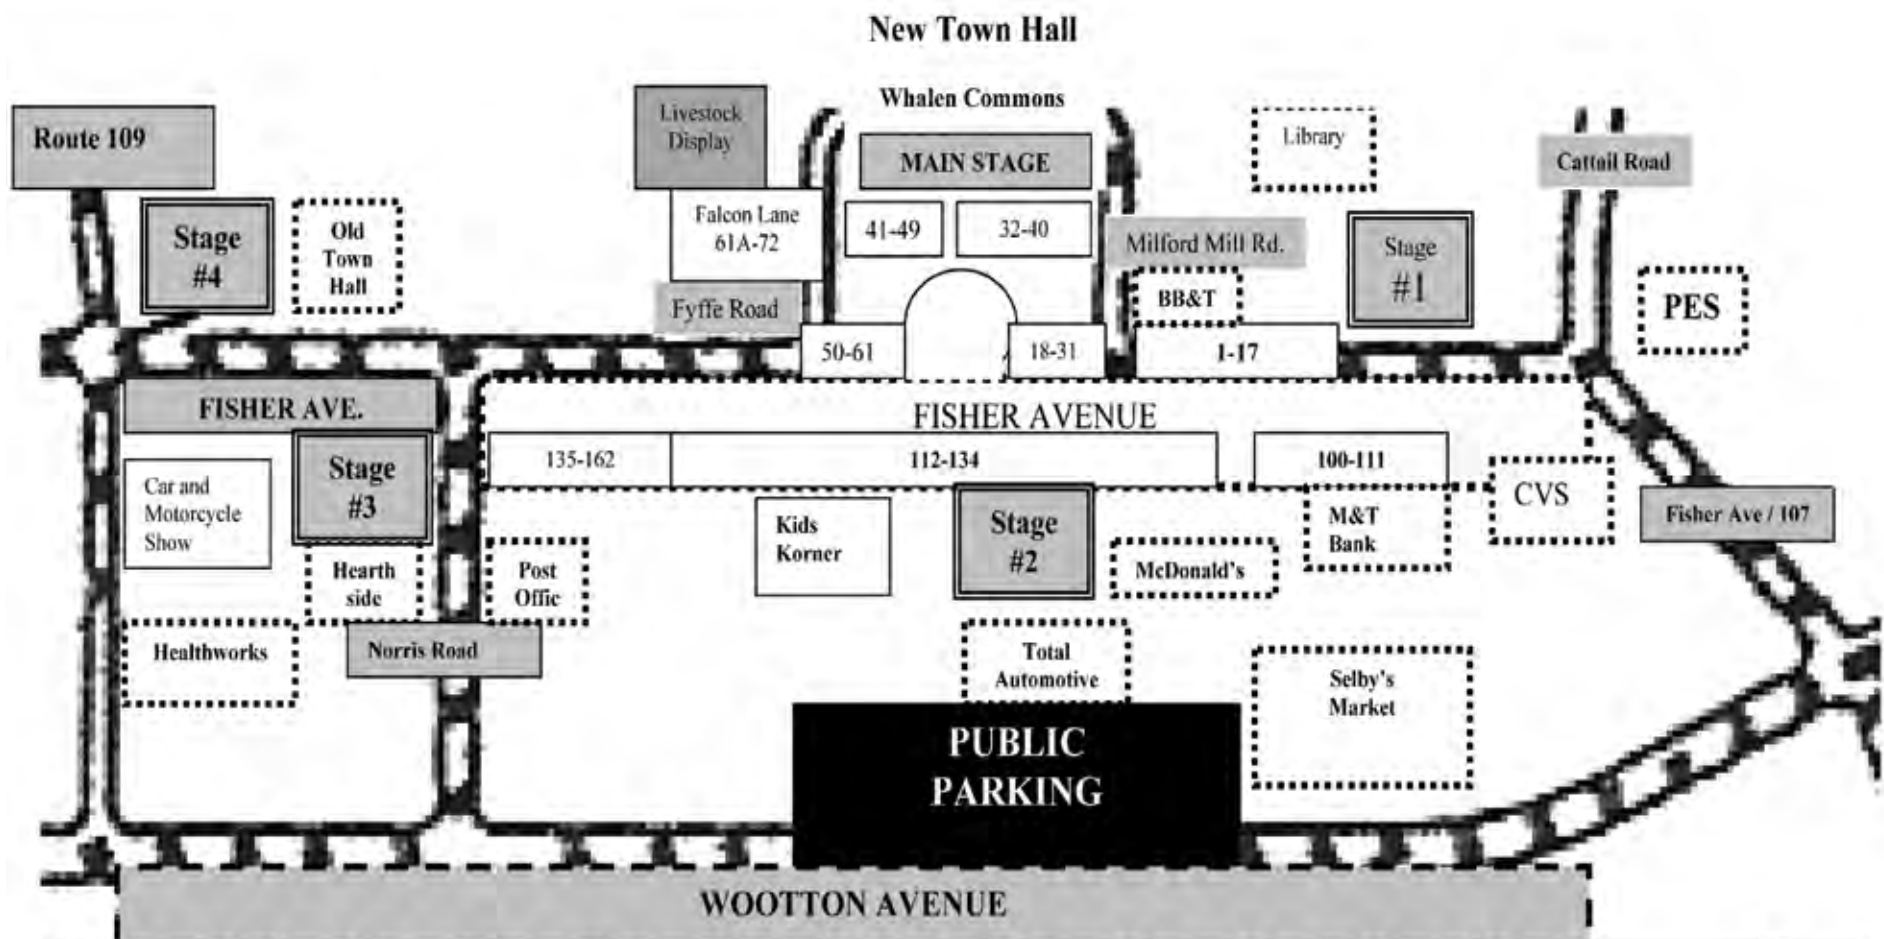 New Town Hall
Whalen Commons
Livestock
Display
MAIN STAGE
Library
Route 109
Cattail Road
Stage
#4
Old
Town
Hall
Falcon Lane
61A-72
41-49
32-40
Milford Mill Rd.
Stage
#1
BB&T
PES
Fyffe Road
50-61
18-31
1-17
FISHER AVE.
FISHER AVENUE
135-162
112-134
100-111
Car and
Motorcycle
Show
Stage
#3
Kids
Korner
Stage
#2
M&T
Bank
CVS
Fisher Ave / 107
Hearth
side
Post
Offic
McDonald's
Healthworks
Norris Road
Total
Automotive
Selby's
Market
PUBLIC
PARKING
WOOTTON AVENUE